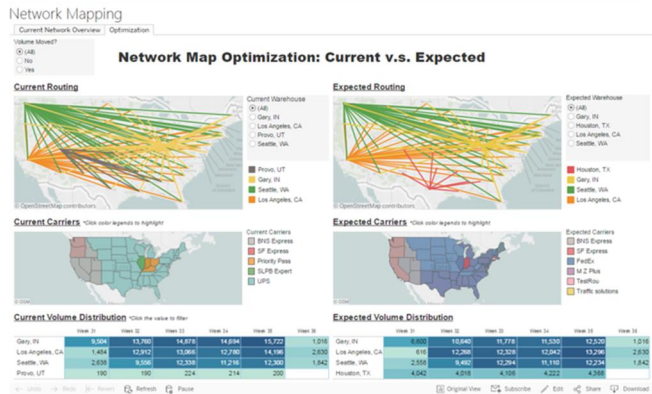 Network Mapping
Current Network Overview Optimization
Volume Moved?
(All)
No
Yes
Network Map Optimization: Current v.s. Expected
Current Routing
Current Warehouse
(All)
Gary, IN
Los Angeles, CA
Provo, UT
Seattle, WA
Provo, UT
Gary, IN
Seattle, WA
Los Angeles, CA
© OpenStreetMap contributors
Expected Routing
Expected Warehouse
(All)
Gary, IN
Houston, TX
Los Angeles, CA
Seattle, WA
Houston, TX
Gary, IN
Seattle, WA
Los Angeles, CA
© OpenStreetMap contributors
Current Carriers *Click color legends to highlight!
Current Carriers
BNS Express
SF Express
Priority Pass
SLPB Expert
UPS
Expected Carriers *Click color legends to highlight!
Expected Carriers
BNS Express
SF Express
FedEx
M Z Plus
TestRou
Traffic solutions
Current Volume Distribution *Click the value to filter
Week 31 Week 32 Week 33 Week 34 Week 35 Week 36
Gary, IN 9,504 13,760 14,678 14,694 15,722 1,016
Los Angeles, CA 1,484 12,912 13,066 12,780 14,196 2,630
Seattle, WA 2,638 9,556 12,338 11,216 12,300 1,842
Provo, UT 190 190 224 214 200
Expected Volume Distribution
Week 31 Week 32 Week 33 Week 34 Week 35 Week 36
Gary, IN 10,640 11,778 11,530 12,520 1,016
Los Angeles, CA 616 12,268 12,328 12,042 13,296 2,630
Seattle, WA 2,558 9,492 12,294 11,110 12,234 1,842
Houston, TX 4,042 4,018 4,106 4,222 4,368
Undo Redo Revert Refresh Pause Original View Subscribe Edit Share Download